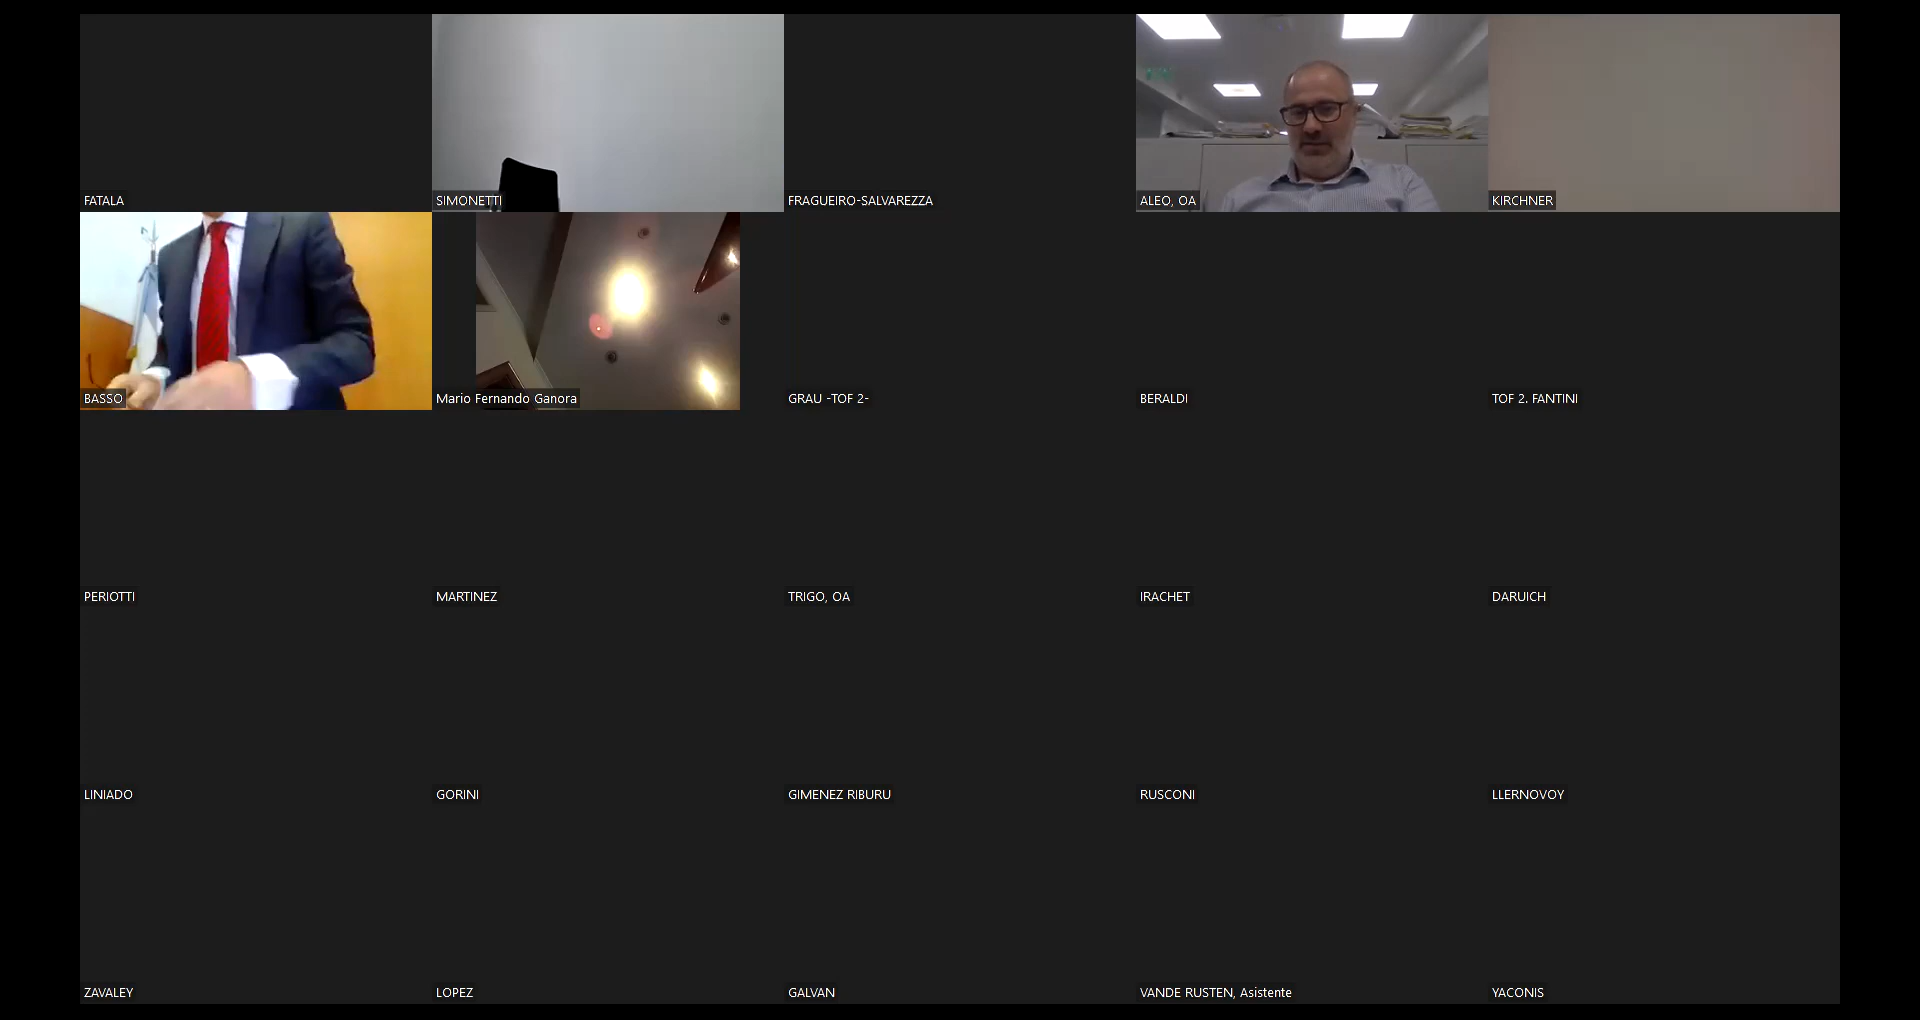 FATALA
SIMONETTI
FRAGUEIRO-SALVAREZZA
ALEO, OA
KIRCHNER
BASSO
Mario Fernando Ganora
GRAU -TOF 2-
BERALDI
TOF 2. FANTINI
PERIOTTI
MARTINEZ
TRIGO, OA
IRACHET
DARUICH
LINIADO
GORINI
GIMENEZ RIBURU
RUSCONI
LLERNOVOY
ZAVALEY
LOPEZ
GALVAN
VANDE RUSTEN, Asistente
YACONIS